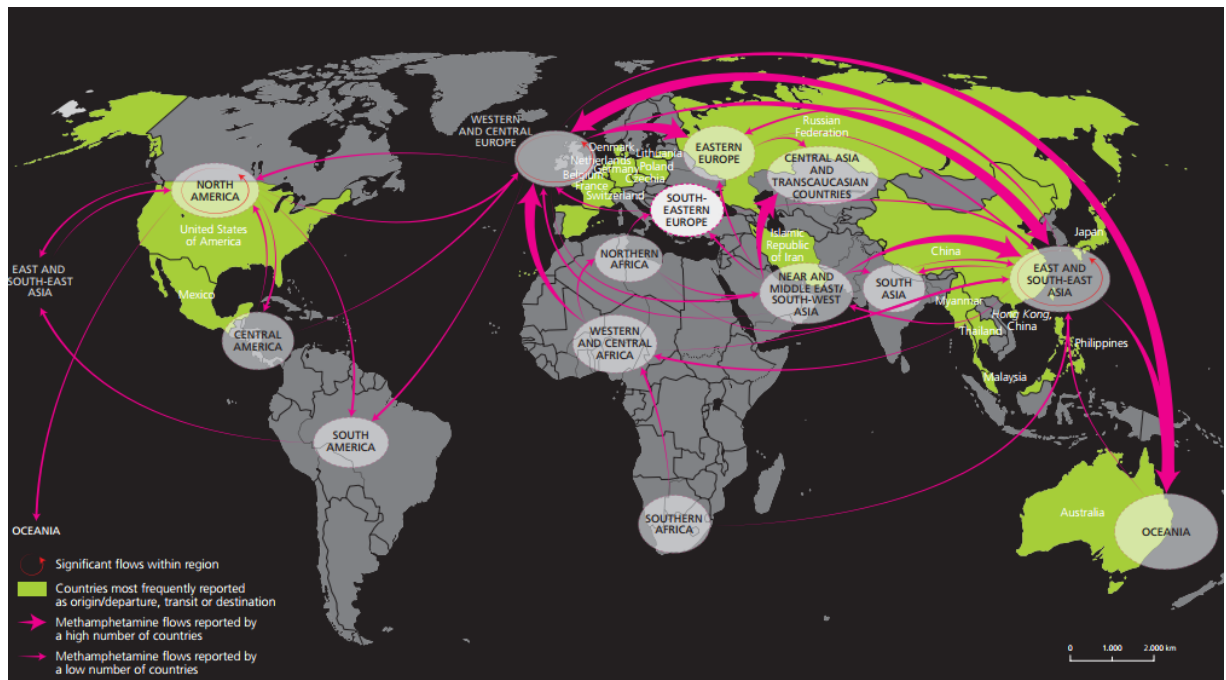 WESTERN
AND CENTRAL
EUROPE
Denmark
Netherlands
Germany
Belgium
France
Switzerland
Lithuania
Poland
Czechia
EASTERN
EUROPE
Russian
Federation
CENTRAL ASIA
AND
TRANSCAUCASIAN
COUNTRIES
NORTH
AMERICA
United States
of America
SOUTH-
EASTERN
EUROPE
Islamic
Republic
of Iran
China
Japan
EAST AND
SOUTH-EAST
ASIA
Mexico
NORTHERN
AFRICA
NEAR AND
MIDDLE EAST/
SOUTH-WEST
ASIA
SOUTH
ASIA
EAST AND
SOUTH-EAST
ASIA
Myanmar
Hong Kong,
China
Thailand
Philippines
Malaysia
CENTRAL
AMERICA
WESTERN
AND CENTRAL
AFRICA
SOUTH
AMERICA
SOUTHERN
AFRICA
Australia
OCEANIA
OCEANIA
Significant flows within region
Countries most frequently reported
as origin/departure, transit or destination
Methamphetamine flows reported by
a high number of countries
Methamphetamine flows reported by
a low number of countries
0 1.000 2.000 km